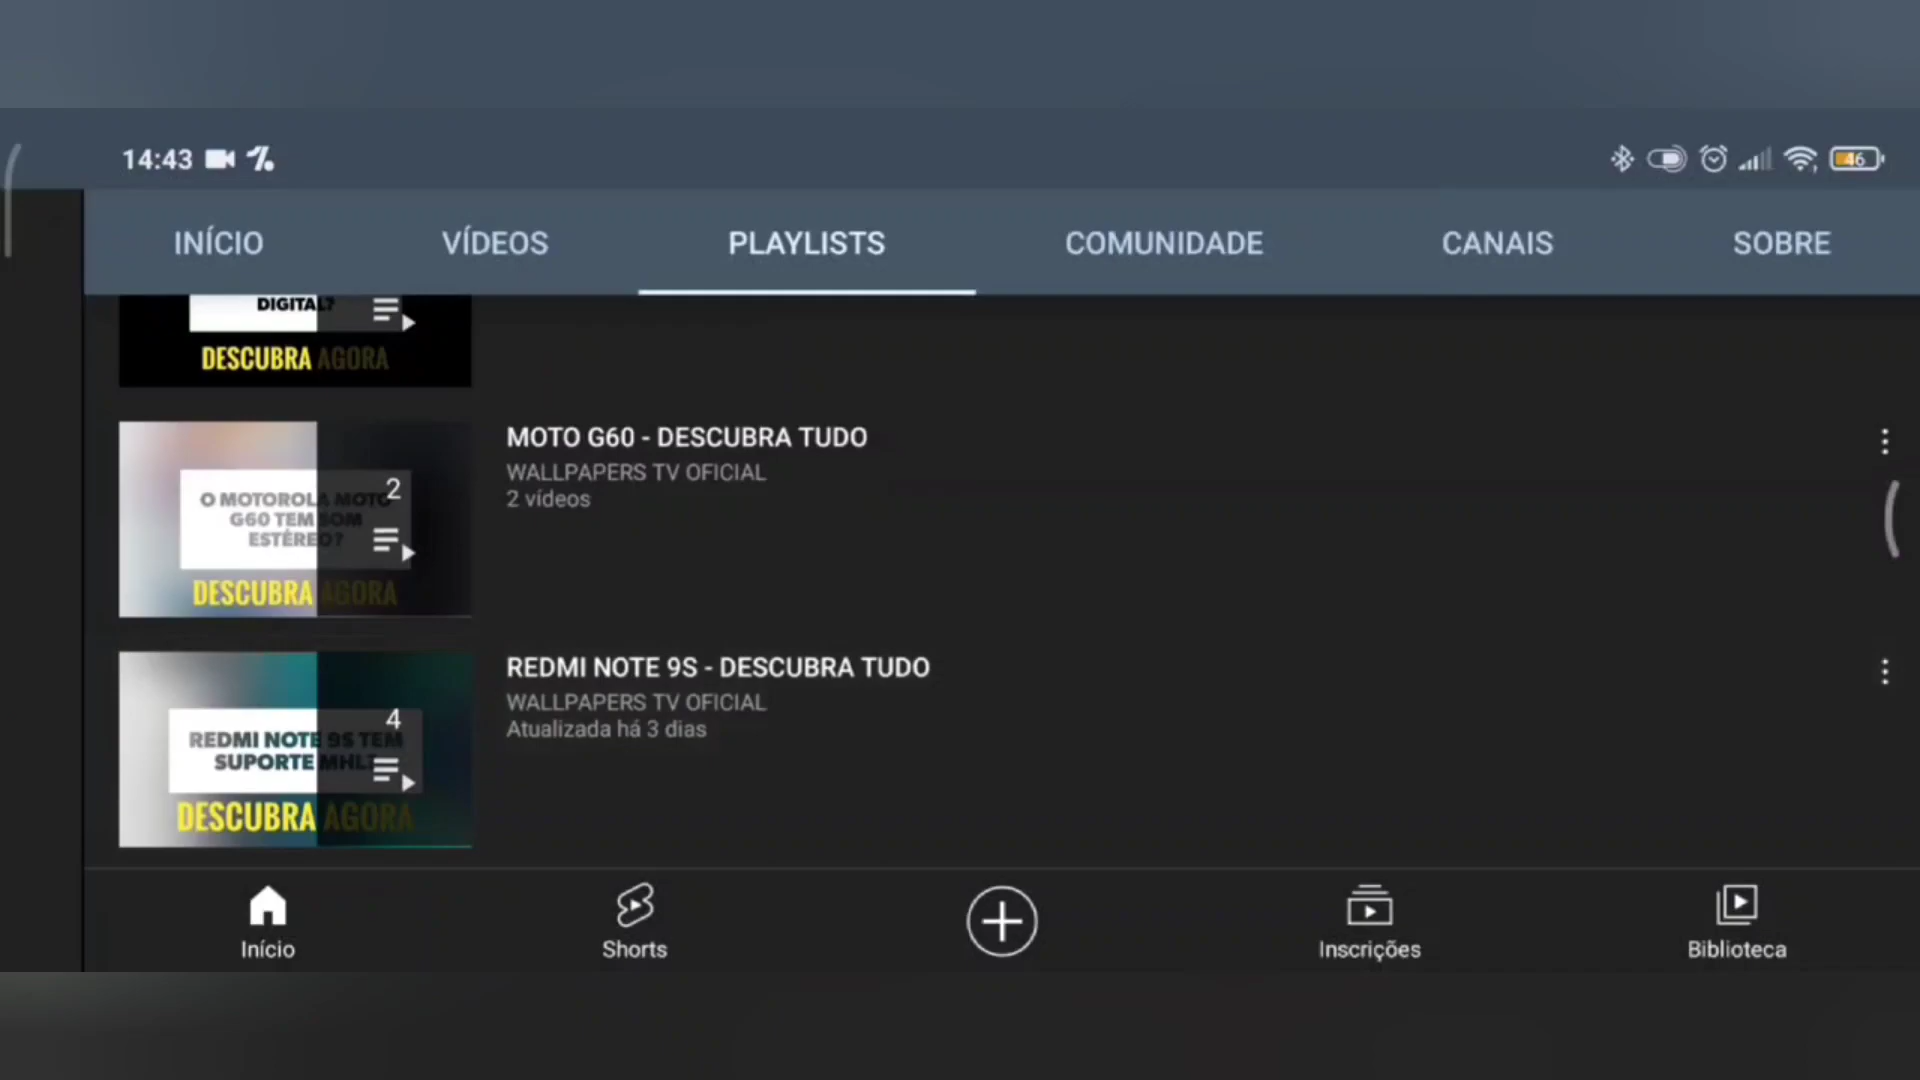 14:43
46
INÍCIO VÍDEOS PLAYLISTS COMUNIDADE CANAIS SOBRE
DIGITAL?
DESCUBRA AGORA
MOTO G60 - DESCUBRA TUDO
WALLPAPERS TV OFICIAL
2 vídeos
2
O MOTOROLA MOTO
G60 TEM SOM
ESTÉREO?
DESCUBRA AGORA
REDMI NOTE 9S - DESCUBRA TUDO
WALLPAPERS TV OFICIAL
Atualizada há 3 dias
4
REDMI NOTE 9S TEM
SUPORTE MHL?
DESCUBRA AGORA
Início Shorts Inscrições Biblioteca